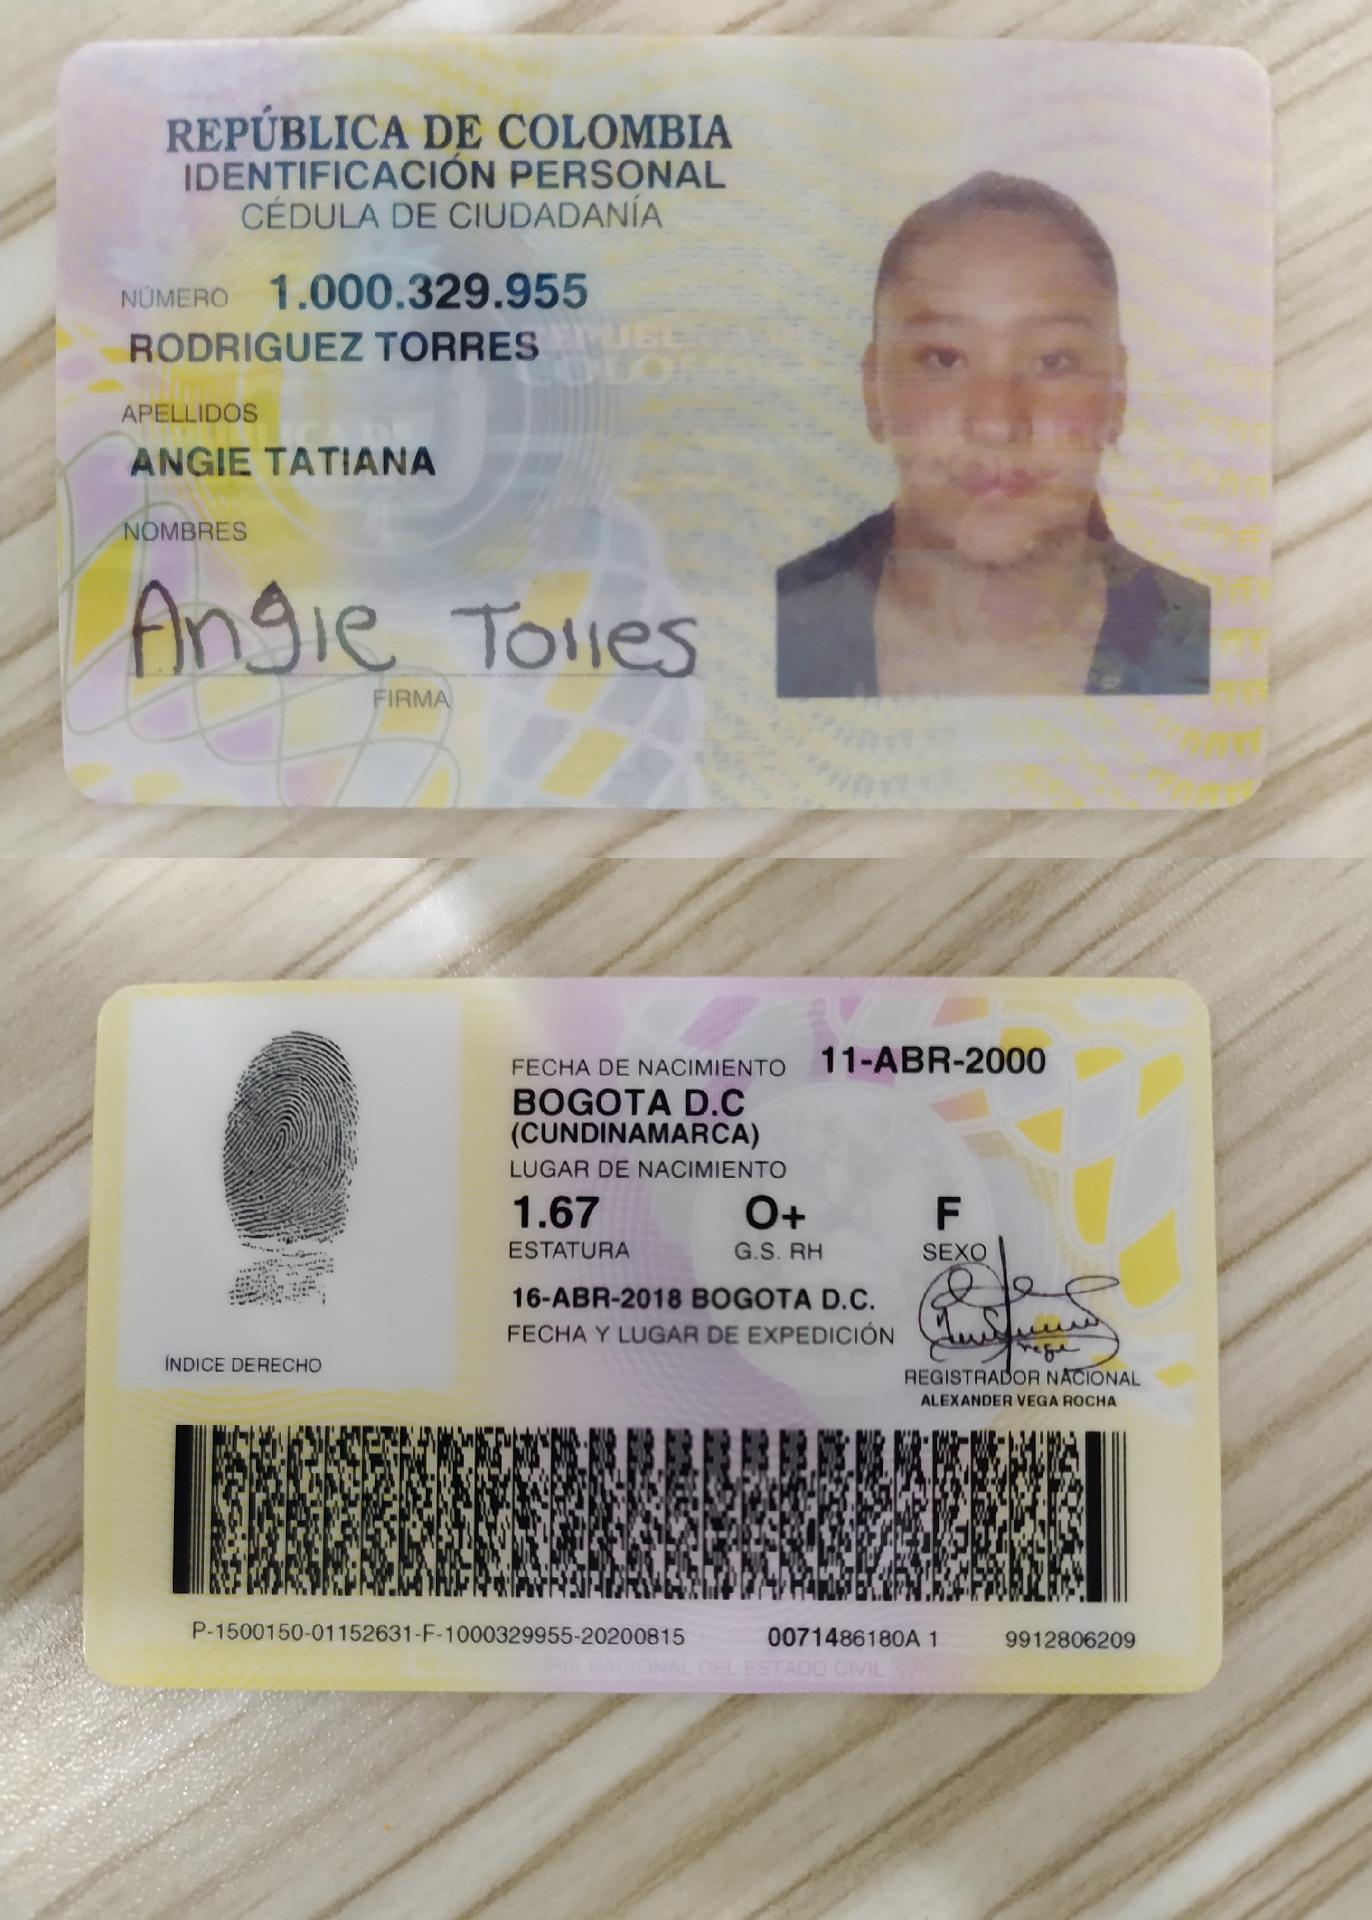 REPÚBLICA DE COLOMBIA
IDENTIFICACIÓN PERSONAL
CÉDULA DE CIUDADANÍA
NÚMERO 1.000.329.955
RODRIGUEZ TORRES
APELLIDOS
ANGIE TATIANA
NOMBRES
Angie Torres
FIRMA
FECHA DE NACIMIENTO 11-ABR-2000
BOGOTA D.C
(CUNDINAMARCA)
LUGAR DE NACIMIENTO
1.67 O+ F
ESTATURA G.S. RH SEXO
16-ABR-2018 BOGOTA D.C.
FECHA Y LUGAR DE EXPEDICIÓN
ÍNDICE DERECHO
REGISTRADOR NACIONAL
ALEXANDER VEGA ROCHA
P-1500150-01152631-F-1000329955-20200815 0071486180A 1 9912806209
NACIONAL DEL ESTADO CIVIL